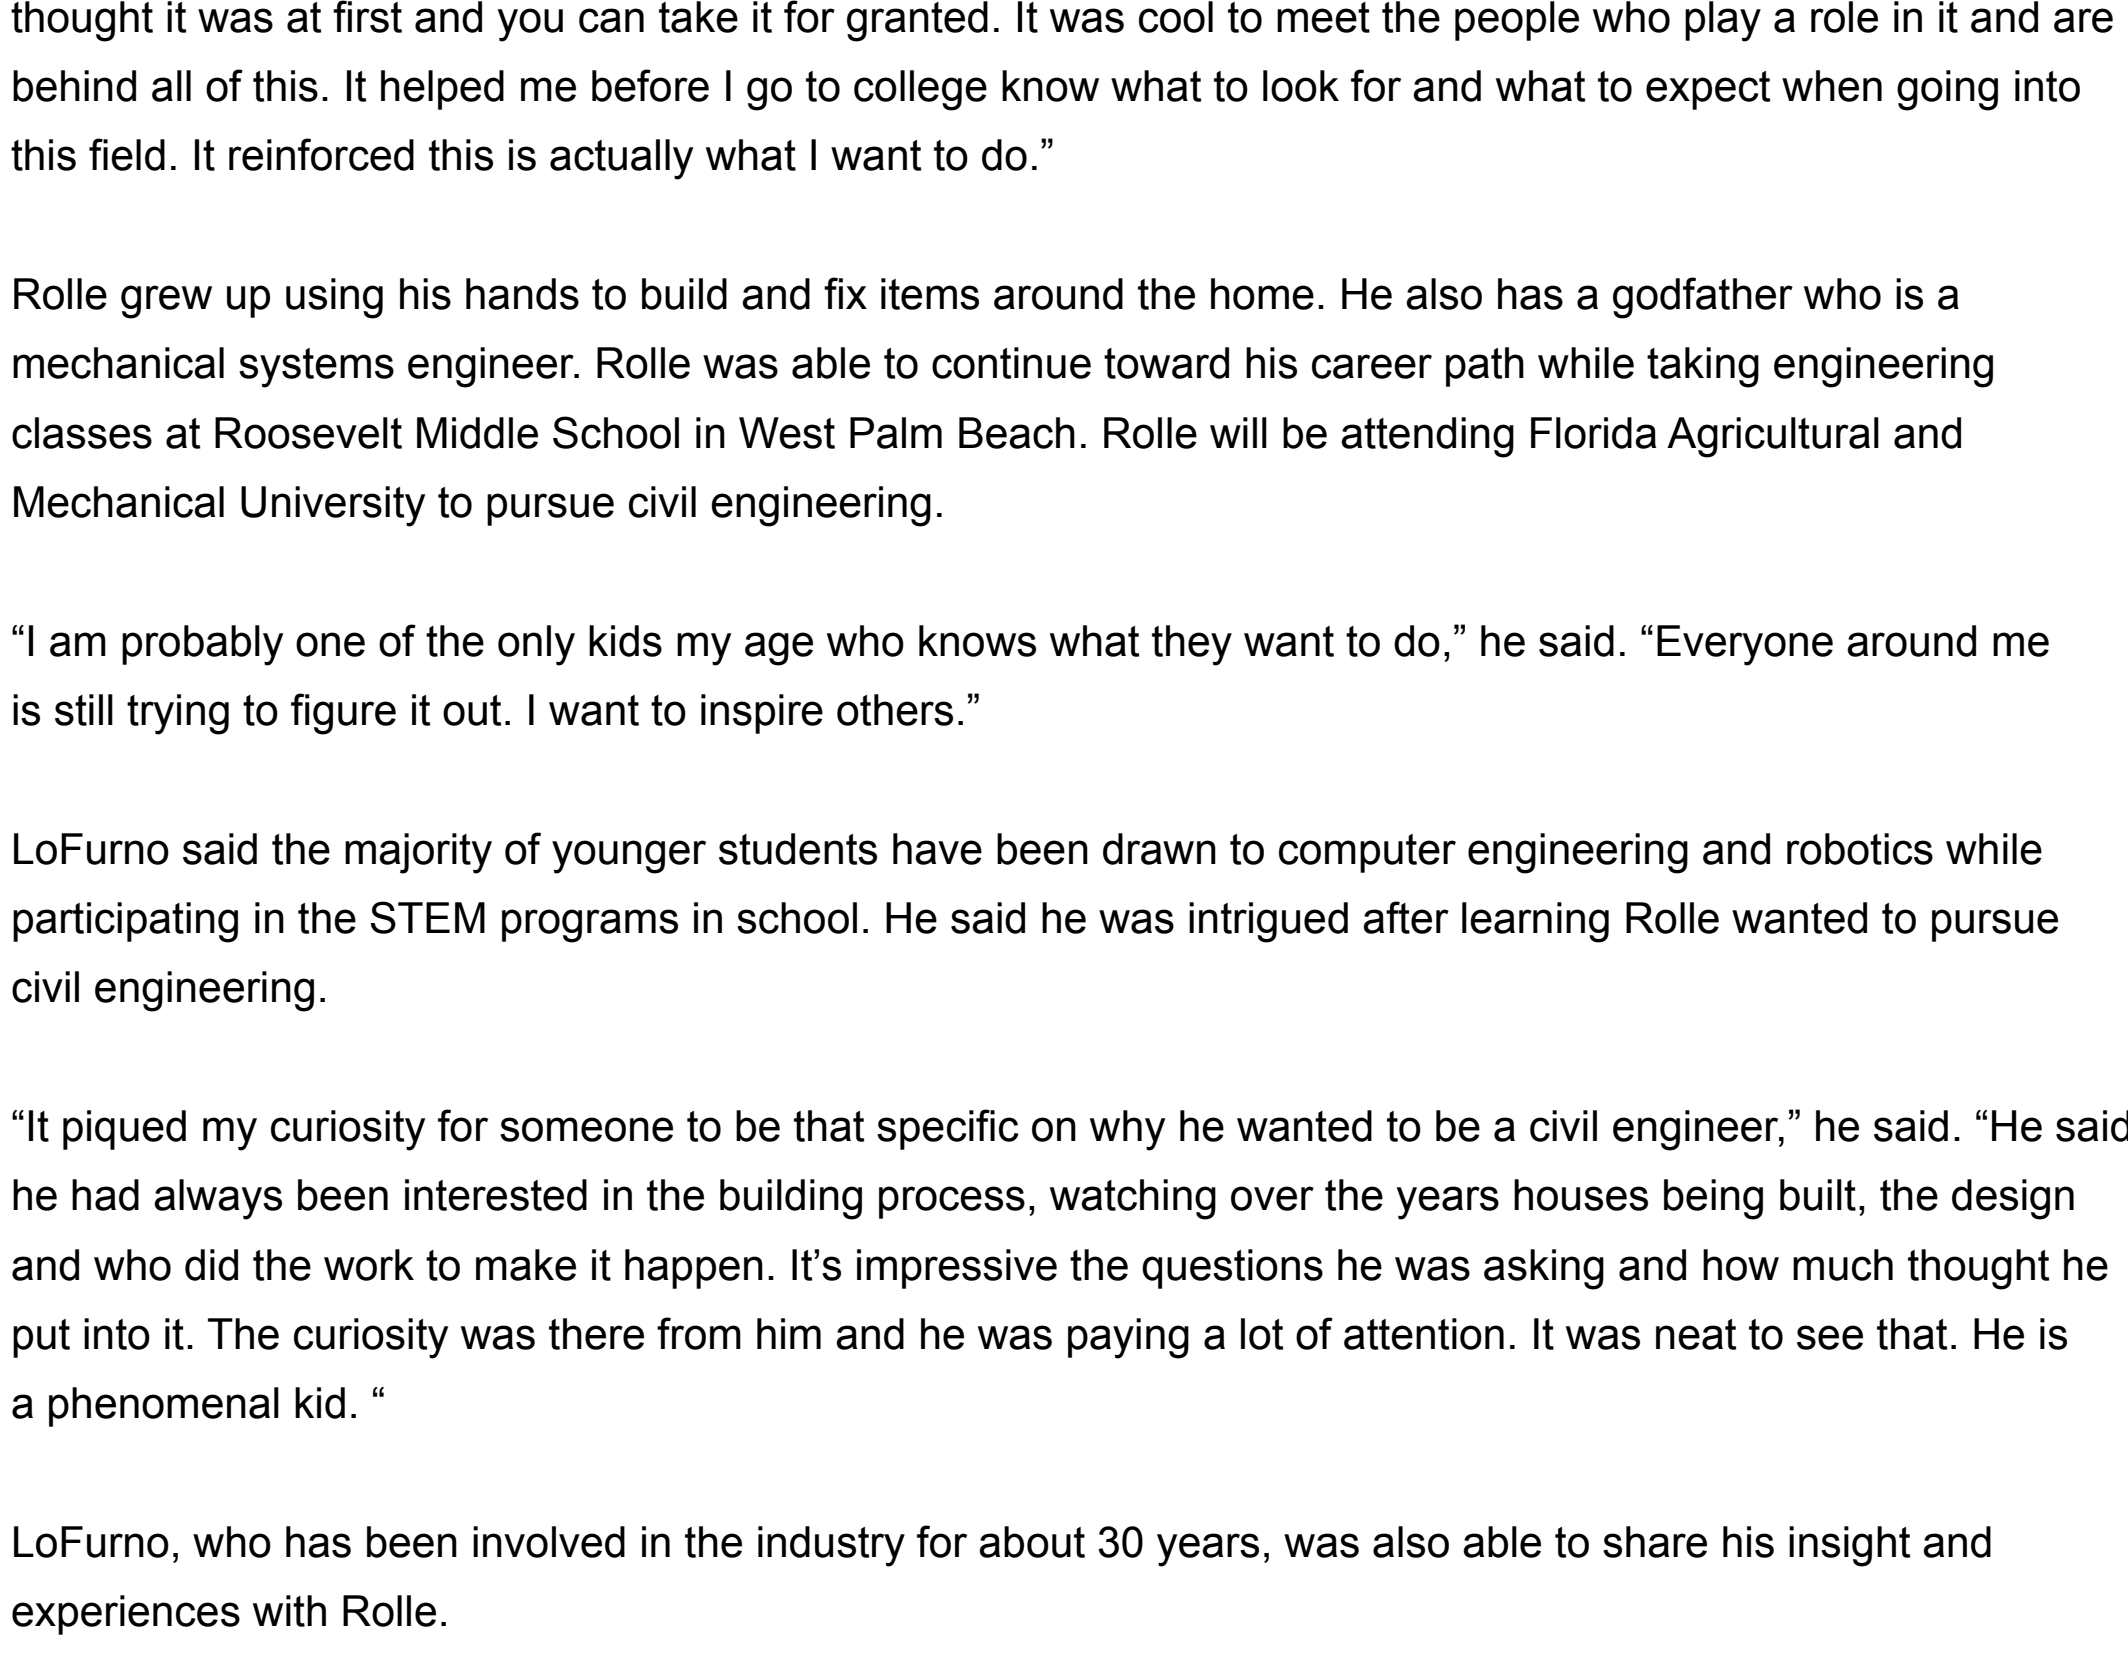 thought it was at first and you can take it for granted. It was cool to meet the people who play a role in it and are
behind all of this. It helped me before I go to college know what to look for and what to expect when going into
this field. It reinforced this is actually what I want to do.”
Rolle grew up using his hands to build and fix items around the home. He also has a godfather who is a
mechanical systems engineer. Rolle was able to continue toward his career path while taking engineering
classes at Roosevelt Middle School in West Palm Beach. Rolle will be attending Florida Agricultural and
Mechanical University to pursue civil engineering.
“I am probably one of the only kids my age who knows what they want to do,” he said. “Everyone around me
is still trying to figure it out. I want to inspire others.”
LoFurno said the majority of younger students have been drawn to computer engineering and robotics while
participating in the STEM programs in school. He said he was intrigued after learning Rolle wanted to pursue
civil engineering.
“It piqued my curiosity for someone to be that specific on why he wanted to be a civil engineer,” he said. “He said
he had always been interested in the building process, watching over the years houses being built, the design
and who did the work to make it happen. It’s impressive the questions he was asking and how much thought he
put into it. The curiosity was there from him and he was paying a lot of attention. It was neat to see that. He is
a phenomenal kid. “
LoFurno, who has been involved in the industry for about 30 years, was also able to share his insight and
experiences with Rolle.